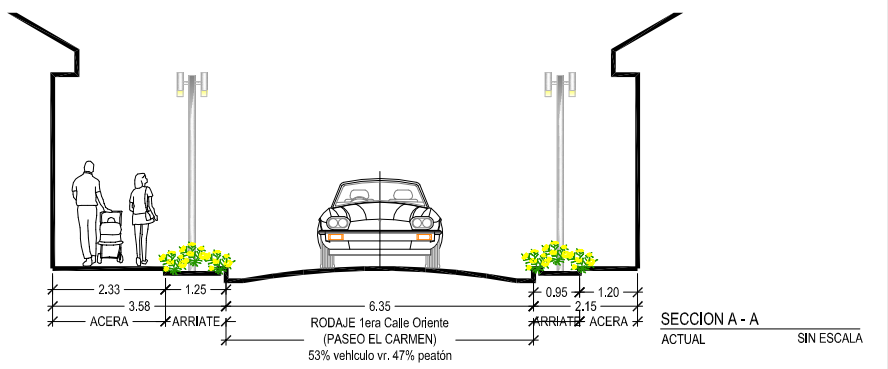 2.33 1.25 0.95 1.20
3.58 6.35 2.15
ACERA ARRIATE RODAJE 1era Calle Oriente ARRIATE ACERA
(PASEO EL CARMEN)
53% vehículo vr. 47% peatón
SECCION A - A
ACTUAL SIN ESCALA